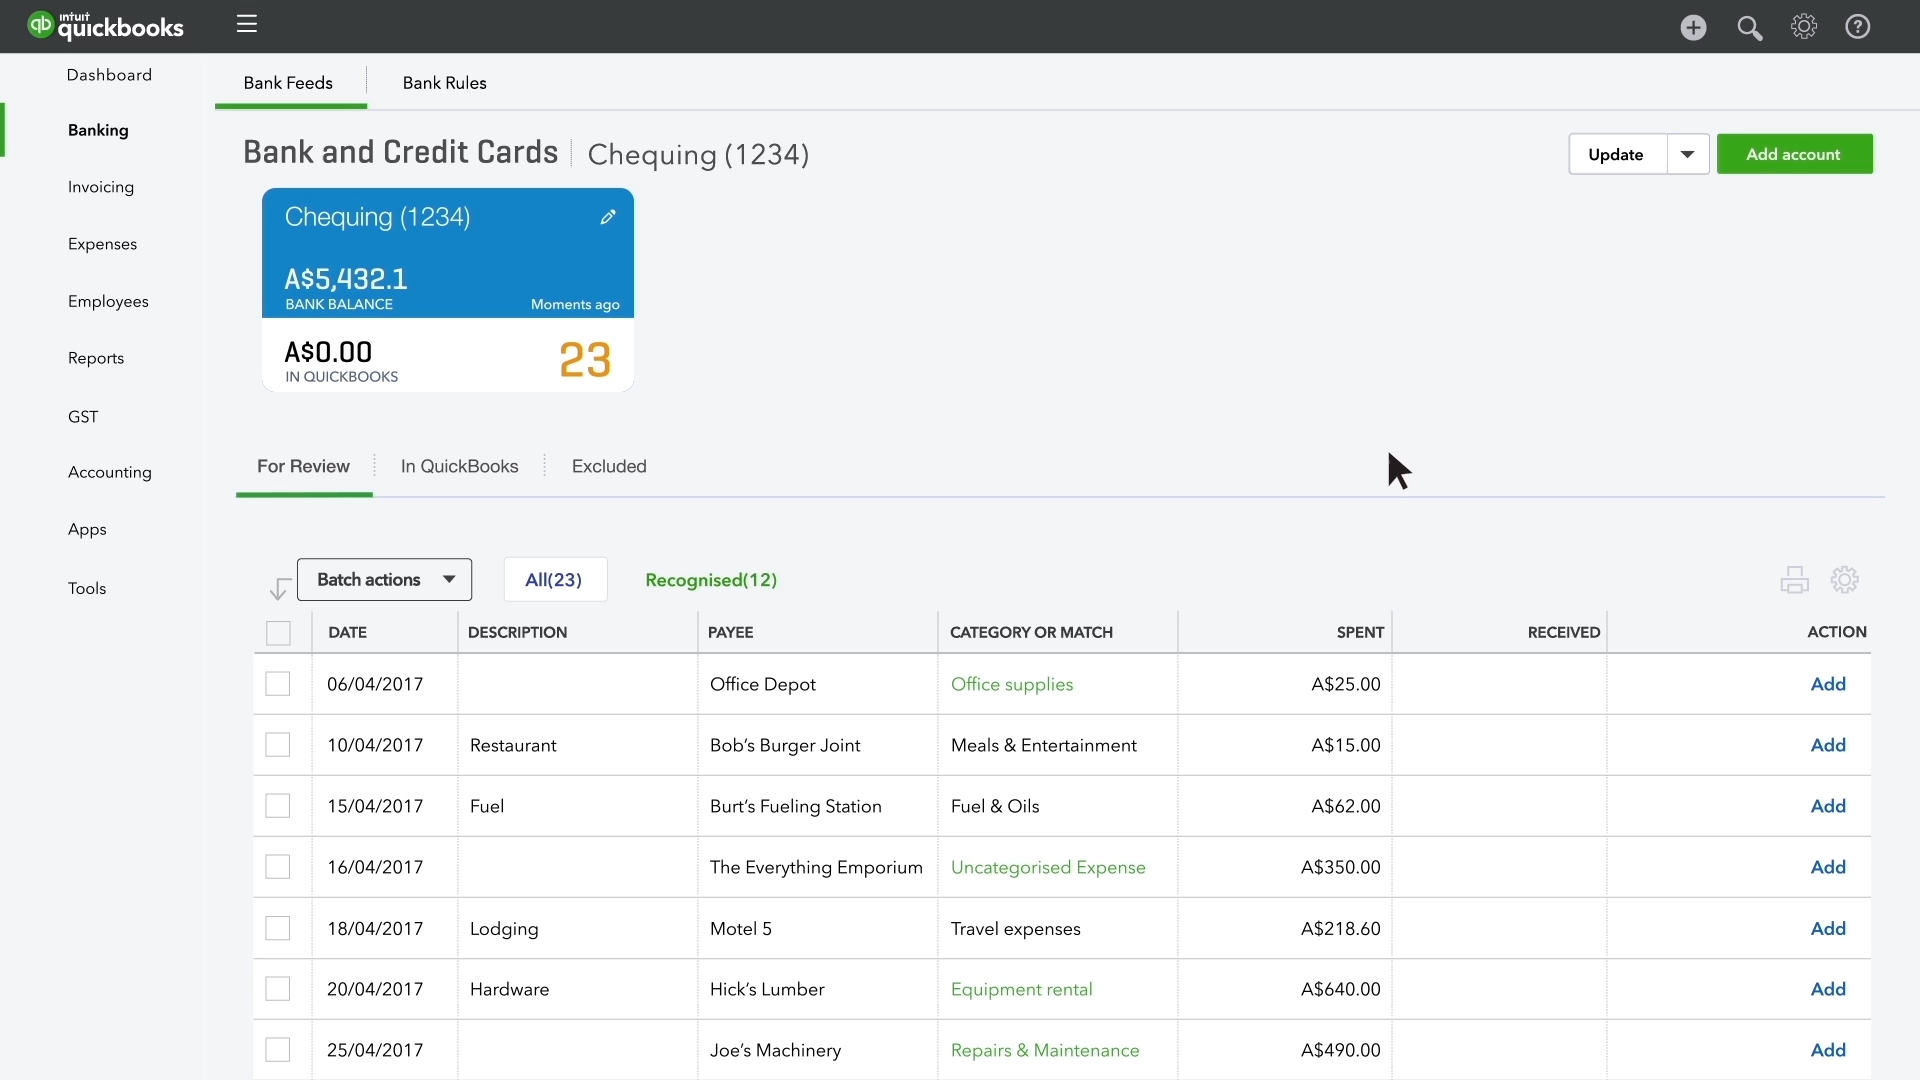 intuit
quickbooks
Dashboard
Banking
Invoicing
Expenses
Employees
Reports
GST
Accounting
Apps
Tools
Bank Feeds Bank Rules
Bank and Credit Cards Chequing (1234)
Update Add account
Chequing (1234)
A$5,432.1
BANK BALANCE Moments ago
A$0.00 23
IN QUICKBOOKS
For Review In QuickBooks Excluded
Batch actions All(23) Recognised(12)
DATE DESCRIPTION PAYEE CATEGORY OR MATCH SPENT RECEIVED ACTION
06/04/2017 Office Depot Office supplies A$25.00 Add
10/04/2017 Restaurant Bob's Burger Joint Meals & Entertainment A$15.00 Add
15/04/2017 Fuel Burt's Fueling Station Fuel & Oils A$62.00 Add
16/04/2017 The Everything Emporium Uncategorised Expense A$350.00 Add
18/04/2017 Lodging Motel 5 Travel expenses A$218.60 Add
20/04/2017 Hardware Hick's Lumber Equipment rental A$640.00 Add
25/04/2017 Joe's Machinery Repairs & Maintenance A$490.00 Add